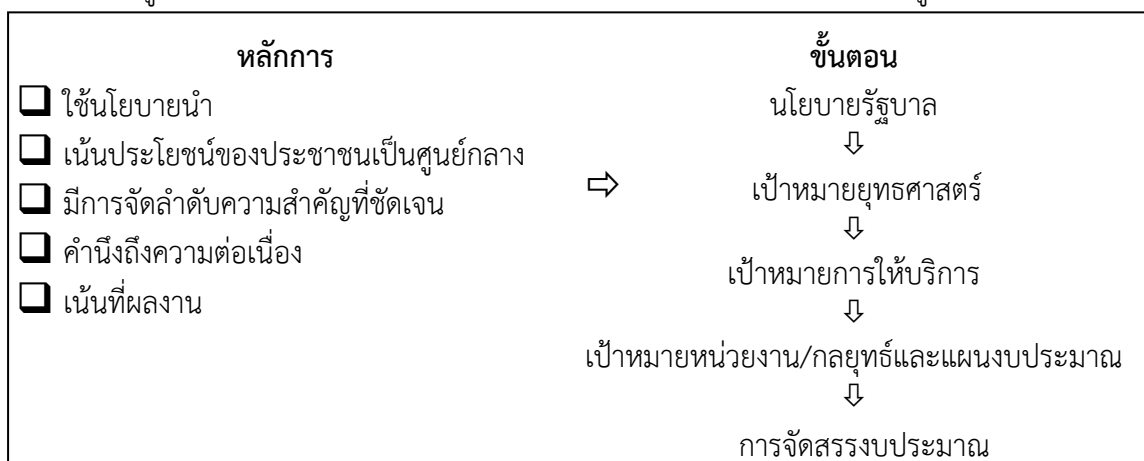 หลักการ
❑ ใช้นโยบายนำ
❑ เน้นประโยชน์ของประชาชนเป็นศูนย์กลาง
❑ มีการจัดลำดับความสำคัญที่ชัดเจน
❑ คำนึงถึงความต่อเนื่อง
❑ เน้นที่ผลงาน
⇨
ขั้นตอน
นโยบายรัฐบาล
⇩
เป้าหมายยุทธศาสตร์
⇩
เป้าหมายการให้บริการ
⇩
เป้าหมายหน่วยงาน/กลยุทธ์และแผนงบประมาณ
⇩
การจัดสรรงบประมาณ